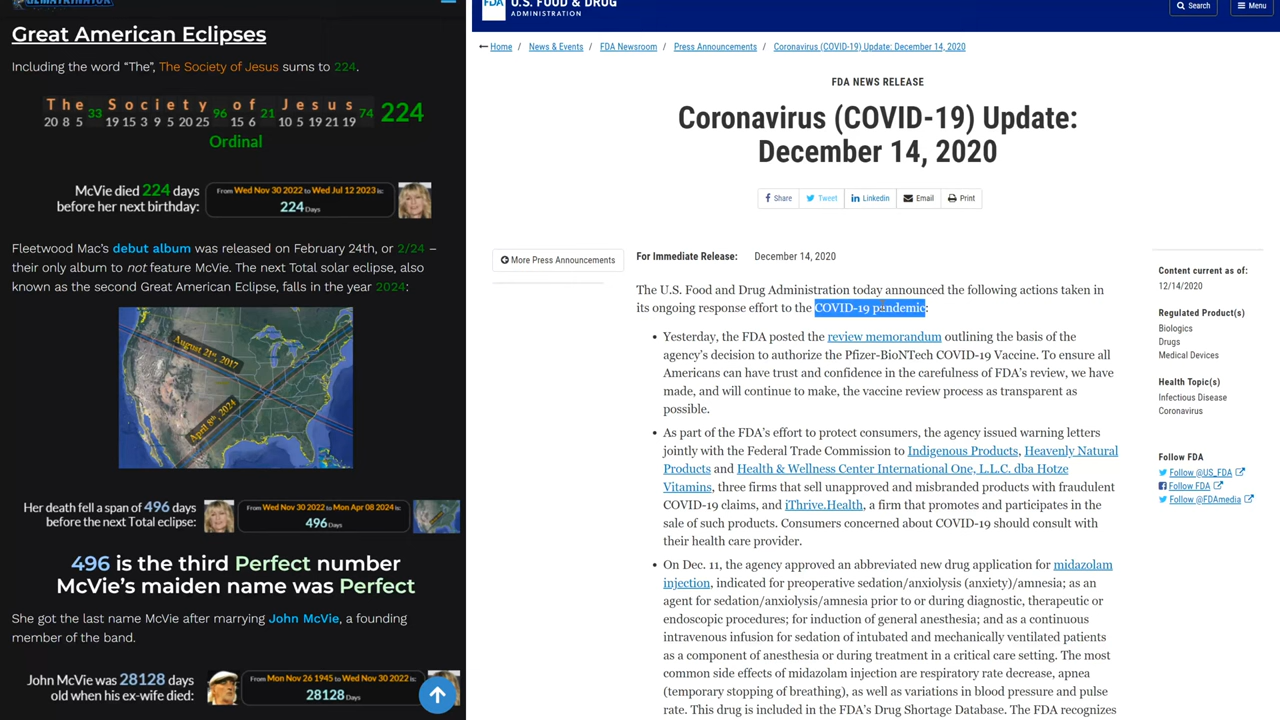 GEMATRINATOR
Great American Eclipses
Including the word “The”, The Society of Jesus sums to 224.
The 33 Society 96 of 21 Jesus 74 224
20 8 5 19 15 3 9 5 20 25 15 6 10 5 19 21 19
Ordinal
McVie died 224 days
before her next birthday:
From Wed Nov 30 2022 to Wed Jul 12 2023 is:
224 Days
Fleetwood Mac’s debut album was released on February 24th, or 2/24 –
their only album to not feature McVie. The next Total solar eclipse, also
known as the second Great American Eclipse, falls in the year 2024:
August 21st, 2017
April 8th, 2024
Her death fell a span of 496 days
before the next Total eclipse:
From Wed Nov 30 2022 to Mon Apr 08 2024 is:
496 Days
496 is the third Perfect number
McVie’s maiden name was Perfect
She got the last name McVie after marrying John McVie, a founding
member of the band.
John McVie was 28128 days
old when his ex-wife died:
From Mon Nov 26 1945 to Wed Nov 30 2022 is:
28128 Days
FDA U.S. FOOD & DRUG
ADMINISTRATION
Search
Menu
Home / News & Events / FDA Newsroom / Press Announcements / Coronavirus (COVID-19) Update: December 14, 2020
FDA NEWS RELEASE
Coronavirus (COVID-19) Update:
December 14, 2020
Share
Tweet
Linkedin
Email
Print
More Press Announcements
For Immediate Release: December 14, 2020
The U.S. Food and Drug Administration today announced the following actions taken in
its ongoing response effort to the COVID-19 pandemic:
• Yesterday, the FDA posted the review memorandum outlining the basis of the
agency’s decision to authorize the Pfizer-BioNTech COVID-19 Vaccine. To ensure all
Americans can have trust and confidence in the carefulness of FDA’s review, we have
made, and will continue to make, the vaccine review process as transparent as
possible.
• As part of the FDA’s effort to protect consumers, the agency issued warning letters
jointly with the Federal Trade Commission to Indigenous Products, Heavenly Natural
Products and Health & Wellness Center International One, L.L.C. dba Hotze
Vitamins, three firms that sell unapproved and misbranded products with fraudulent
COVID-19 claims, and iThrive.Health, a firm that promotes and participates in the
sale of such products. Consumers concerned about COVID-19 should consult with
their health care provider.
• On Dec. 11, the agency approved an abbreviated new drug application for midazolam
injection, indicated for preoperative sedation/anxiolysis (anxiety)/amnesia; as an
agent for sedation/anxiolysis/amnesia prior to or during diagnostic, therapeutic or
endoscopic procedures; for induction of general anesthesia; and as a continuous
intravenous infusion for sedation of intubated and mechanically ventilated patients
as a component of anesthesia or during treatment in a critical care setting. The most
common side effects of midazolam injection are respiratory rate decrease, apnea
(temporary stopping of breathing), as well as variations in blood pressure and pulse
rate. This drug is included in the FDA’s Drug Shortage Database. The FDA recognizes
Content current as of:
12/14/2020
Regulated Product(s)
Biologics
Drugs
Medical Devices
Health Topic(s)
Infectious Disease
Coronavirus
Follow FDA
Follow @US_FDA
Follow FDA
Follow @FDAmedia